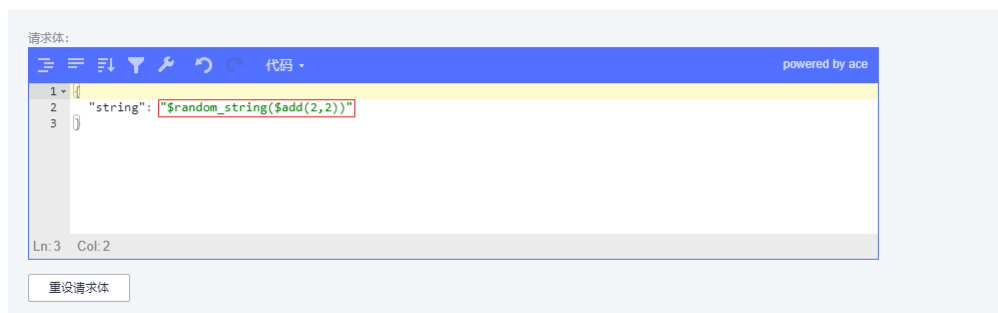 请求体:
代码
powered by ace
1 {
2 "string": "$random_string($add(2,2))"
3 }
Ln: 3 Col: 2
重设请求体